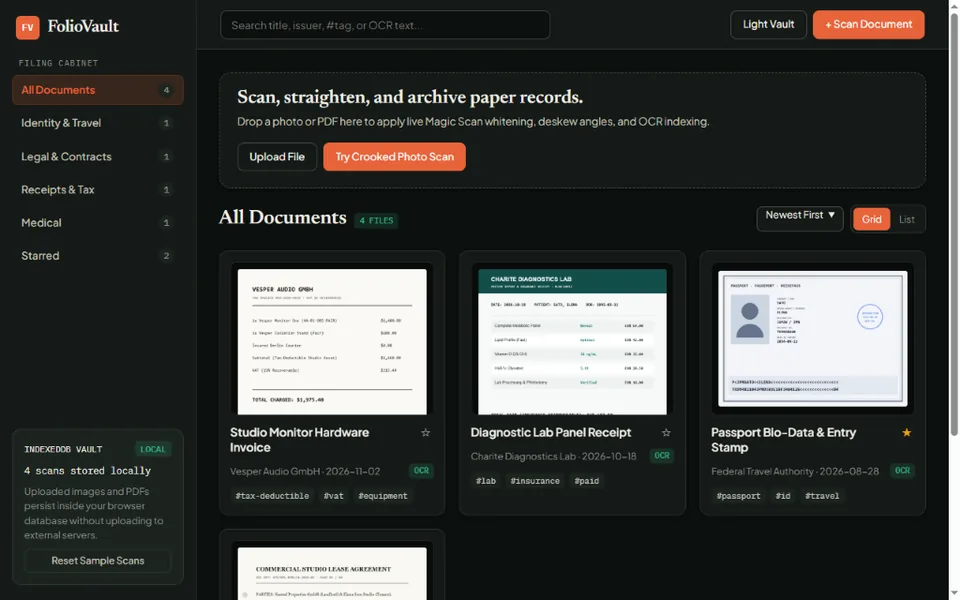 FV FolioVault
Search title, issuer, #tag, or OCR text...
Light Vault
+ Scan Document
FILING CABINET
All Documents 4
Identity & Travel 1
Legal & Contracts 1
Receipts & Tax 1
Medical 1
Starred 2
Scan, straighten, and archive paper records.
Drop a photo or PDF here to apply live Magic Scan whitening, deskew angles, and OCR indexing.
Upload File
Try Crooked Photo Scan
All Documents 4 FILES
Newest First ▼
Grid
List
VESPER AUDIO GMBH
TOTAL CHARGED: $1,975.40
Studio Monitor Hardware Invoice
Vesper Audio GmbH · 2026-11-02 OCR
#tax-deductible #vat #equipment
CHARITE DIAGNOSTICS LAB
Diagnostic Lab Panel Receipt
Charite Diagnostics Lab · 2026-10-18 OCR
#lab #insurance #paid
Passport Bio-Data & Entry Stamp
Federal Travel Authority · 2026-08-28 OCR
#passport #id #travel
COMMERCIAL STUDIO LEASE AGREEMENT
INDEXEDDB VAULT LOCAL
4 scans stored locally
Uploaded images and PDFs
persist inside your browser
database without uploading to
external servers.
Reset Sample Scans